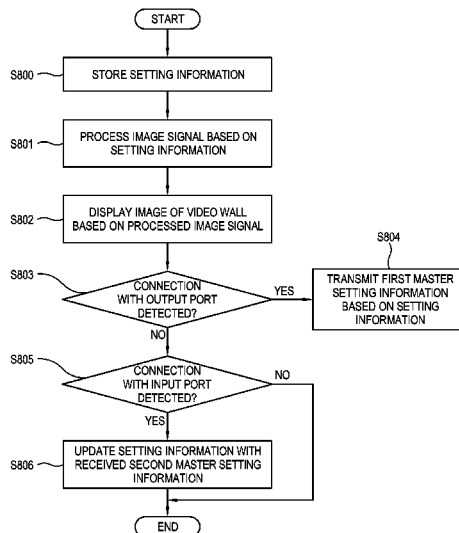 START
S800
STORE SETTING INFORMATION
S801
PROCESS IMAGE SIGNAL BASED ON
SETTING INFORMATION
S802
DISPLAY IMAGE OF VIDEO WALL
BASED ON PROCESSED IMAGE SIGNAL
S803
CONNECTION
WITH OUTPUT PORT
DETECTED?
YES
S804
TRANSMIT FIRST MASTER
SETTING INFORMATION
BASED ON SETTING
INFORMATION
NO
S805
CONNECTION
WITH INPUT PORT
DETECTED?
NO
YES
S806
UPDATE SETTING INFORMATION WITH
RECEIVED SECOND MASTER SETTING
INFORMATION
END